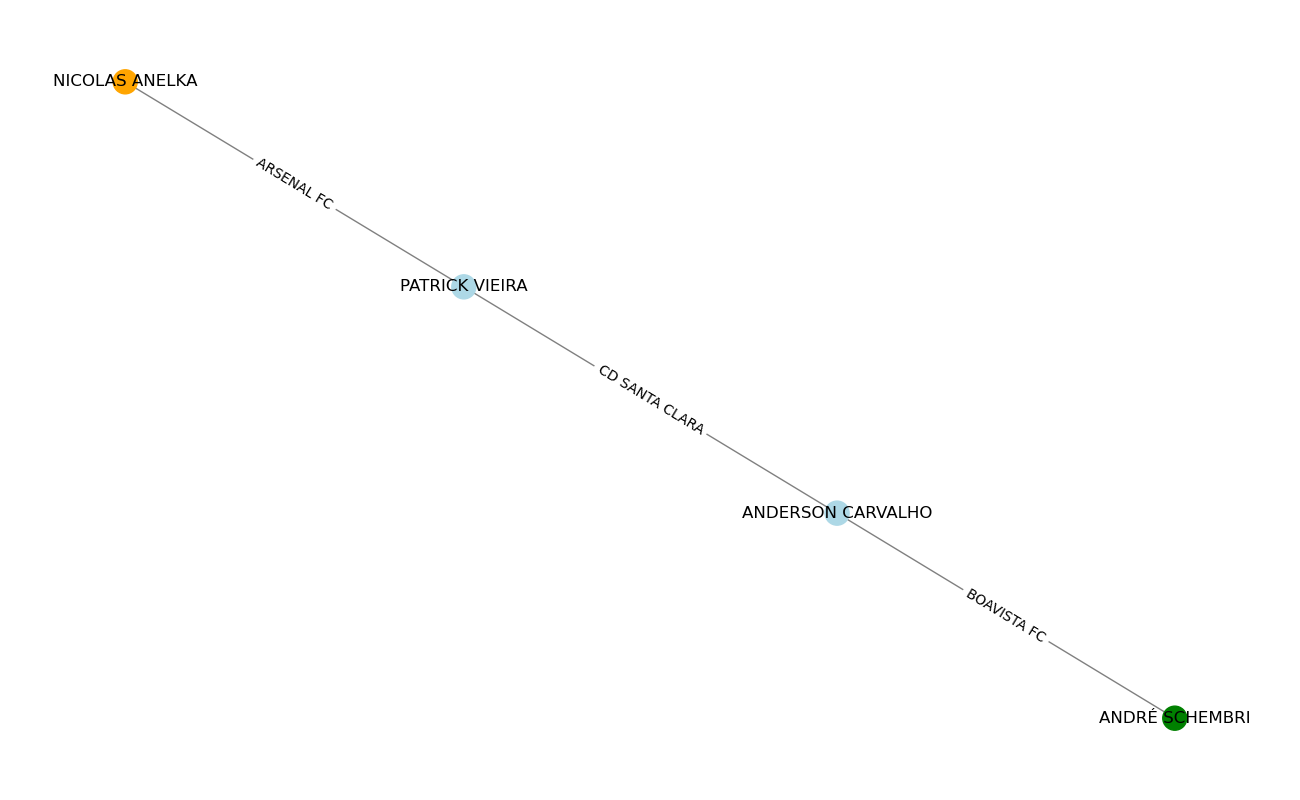 NICOLAS ANELKA
ARSENAL FC
PATRICK VIEIRA
CD SANTA CLARA
ANDERSON CARVALHO
BOAVISTA FC
ANDRÉ SCHEMBRI